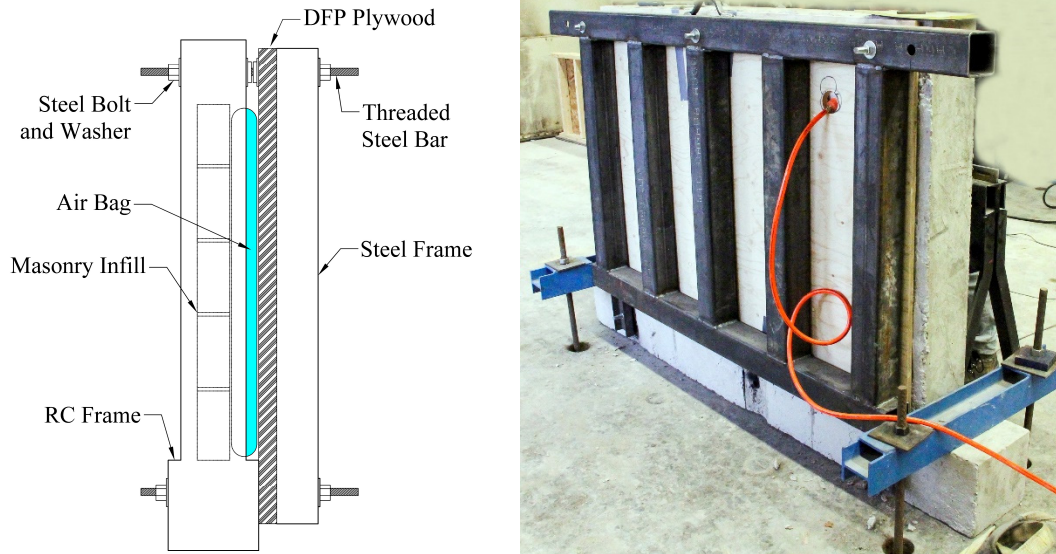 DFP Plywood
Steel Bolt
and Washer
Threaded
Steel Bar
Air Bag
Masonry Infill
Steel Frame
RC Frame